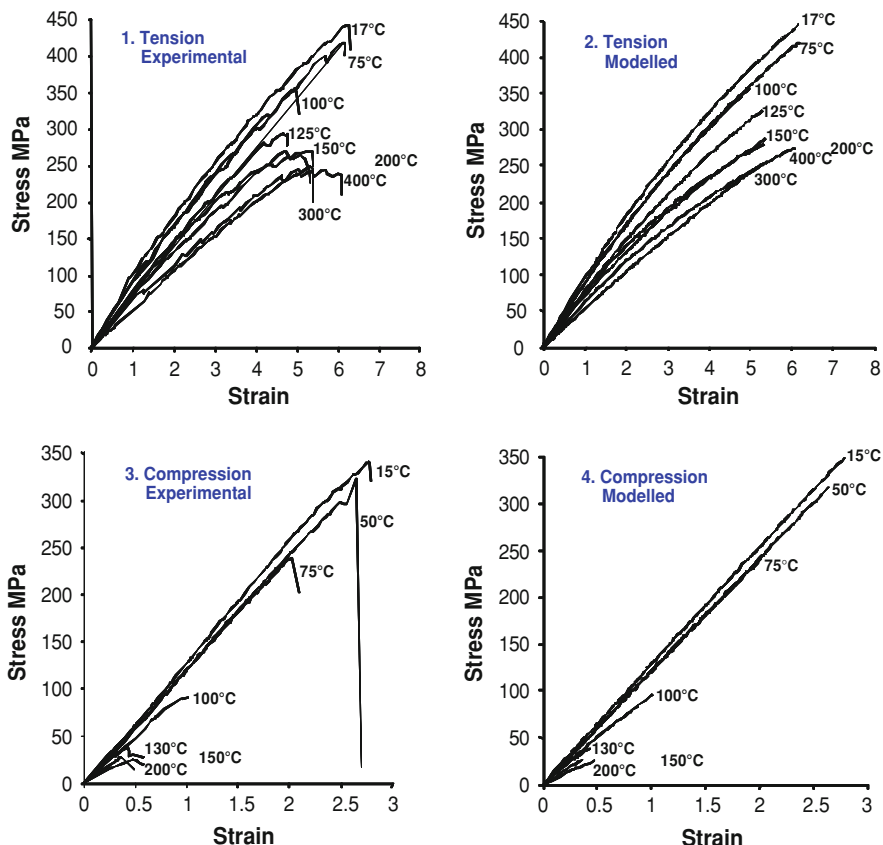 1. Tension
Experimental
Stress MPa
450
400
350
300
250
200
150
100
50
0
17°C
75°C
100°C
125°C
150°C
200°C
400°C
300°C
0 1 2 3 4 5 6 7 8
Strain
2. Tension
Modelled
Stress MPa
450
400
350
300
250
200
150
100
50
0
17°C
75°C
100°C
125°C
150°C
400°C 200°C
300°C
0 1 2 3 4 5 6 7 8
Strain
3. Compression
Experimental
Stress MPa
350
300
250
200
150
100
50
0
15°C
50°C
75°C
100°C
130°C
150°C
200°C
0 0.5 1 1.5 2 2.5 3
Strain
4. Compression
Modelled
Stress MPa
350
300
250
200
150
100
50
0
15°C
50°C
75°C
100°C
130°C
150°C
200°C
0 0.5 1 1.5 2 2.5 3
Strain